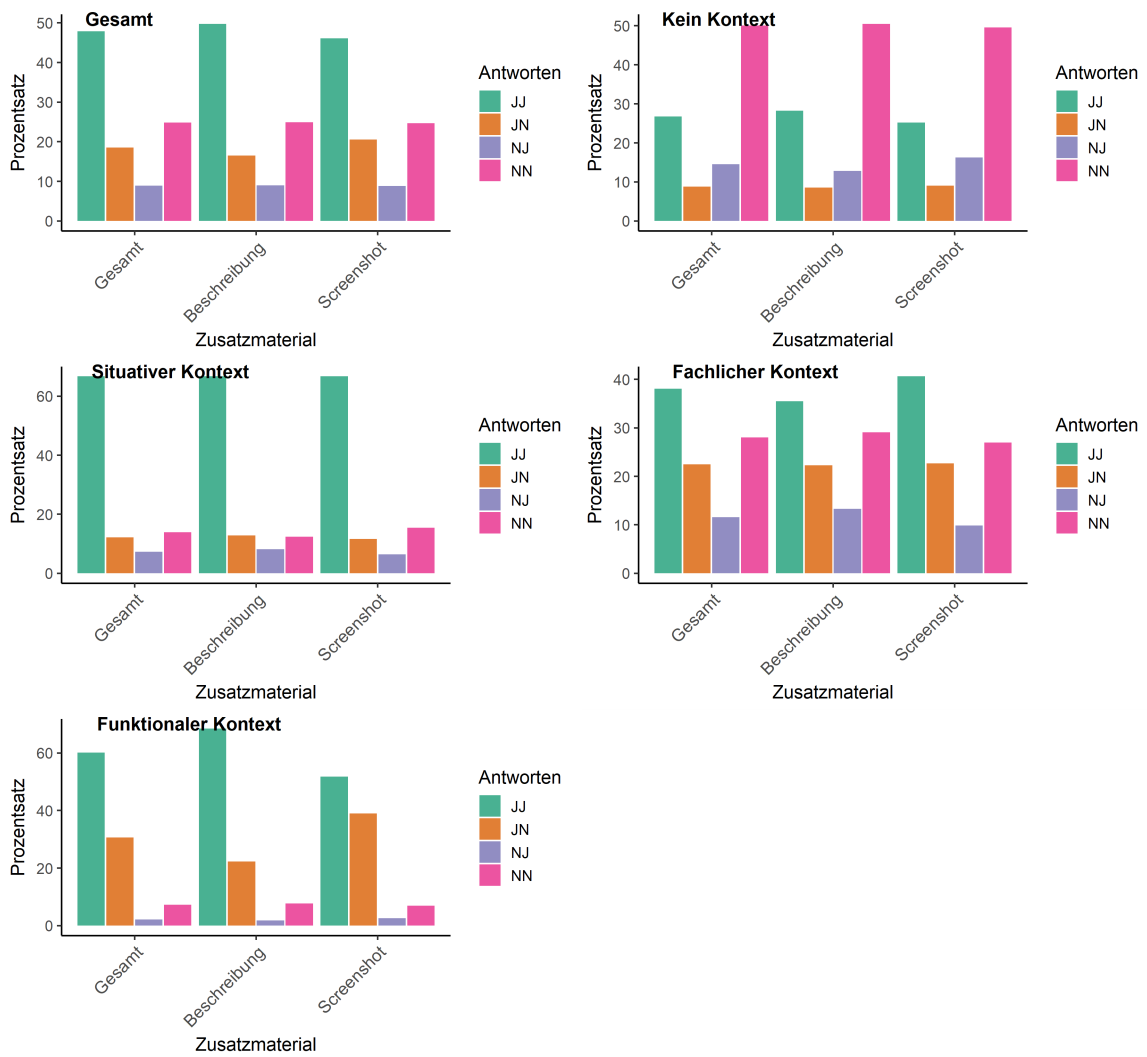 Gesamt
Prozentsatz
50
40
30
20
10
0
Gesamt
Beschreibung
Screenshot
Zusatzmaterial
Antworten
JJ
JN
NJ
NN
Kein Kontext
Prozentsatz
50
40
30
20
10
0
Gesamt
Beschreibung
Screenshot
Zusatzmaterial
Antworten
JJ
JN
NJ
NN
Situativer Kontext
Prozentsatz
60
40
20
0
Gesamt
Beschreibung
Screenshot
Zusatzmaterial
Antworten
JJ
JN
NJ
NN
Fachlicher Kontext
Prozentsatz
40
30
20
10
0
Gesamt
Beschreibung
Screenshot
Zusatzmaterial
Antworten
JJ
JN
NJ
NN
Funktionaler Kontext
Prozentsatz
60
40
20
0
Gesamt
Beschreibung
Screenshot
Zusatzmaterial
Antworten
JJ
JN
NJ
NN